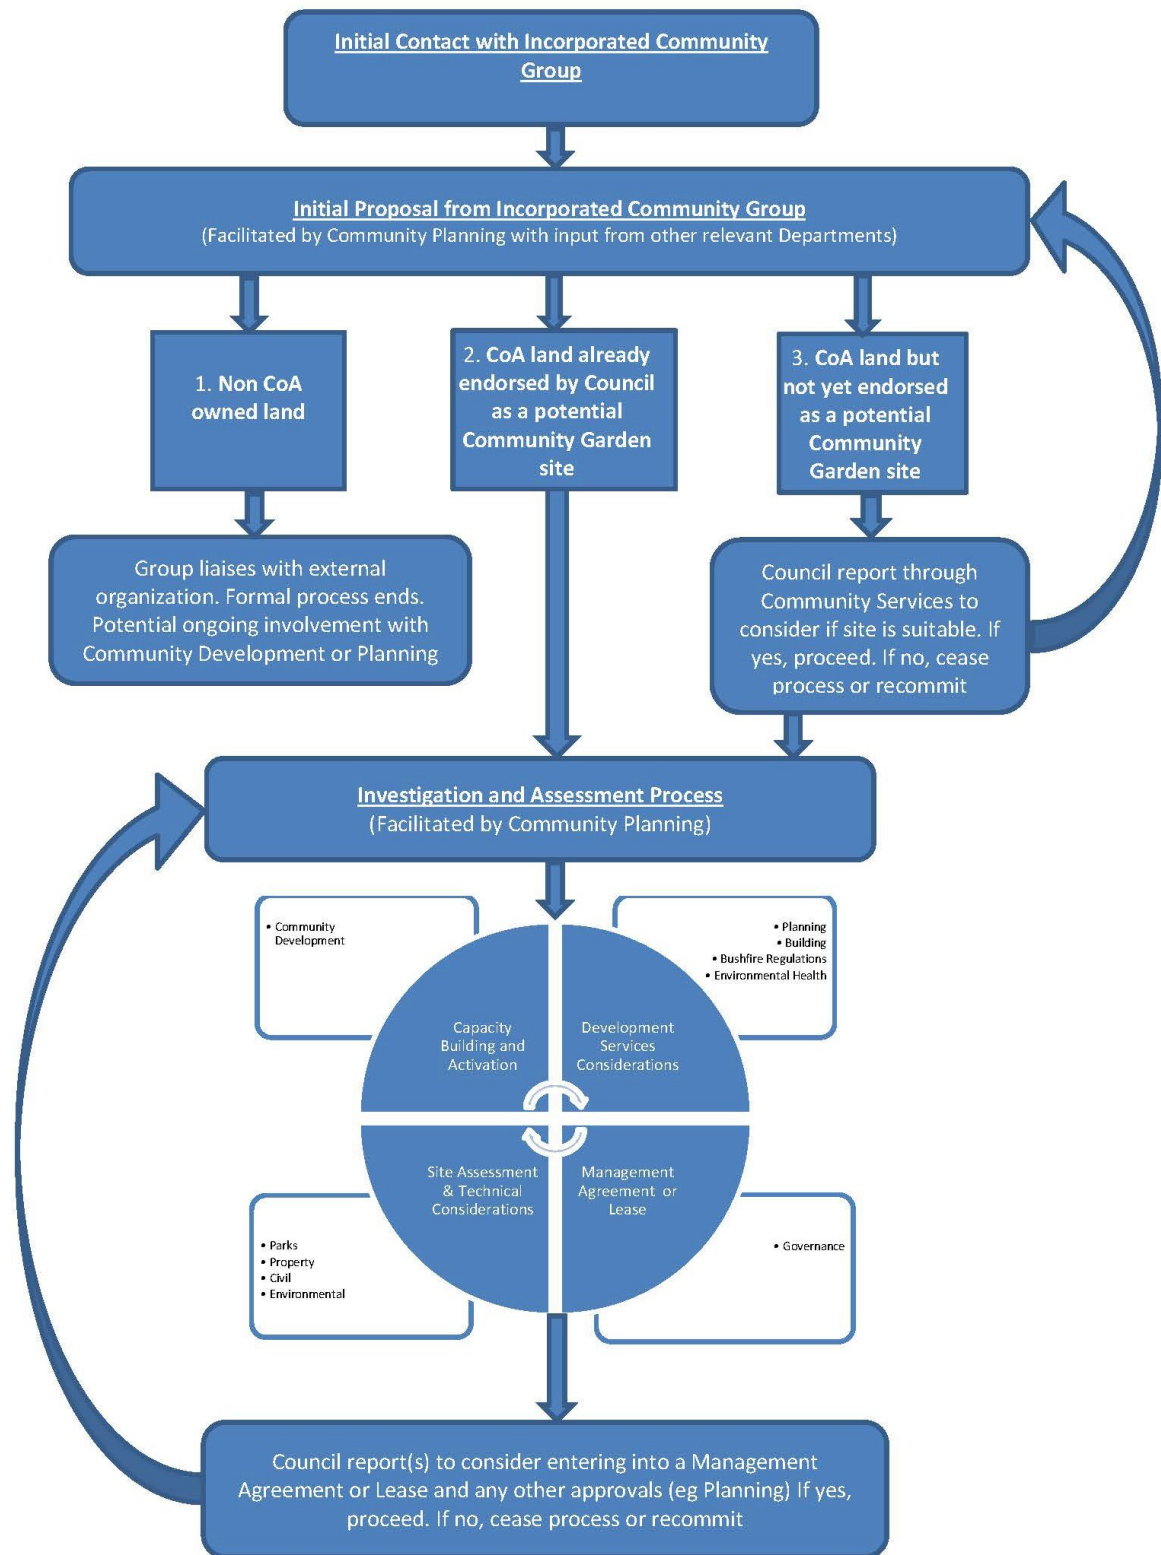 Initial Contact with Incorporated Community
Group
Initial Proposal from Incorporated Community Group
(Facilitated by Community Planning with input from other relevant Departments)
1. Non CoA
owned land
2. CoA land already
endorsed by Council
as a potential
Community Garden
site
3. CoA land but
not yet endorsed
as a potential
Community
Garden site
Group liaises with external
organization. Formal process ends.
Potential ongoing involvement with
Community Development or Planning
Council report through
Community Services to
consider if site is suitable. If
yes, proceed. If no, cease
process or recommit
Investigation and Assessment Process
(Facilitated by Community Planning)
• Community
Development
• Planning
• Building
• Bushfire Regulations
• Environmental Health
Capacity
Building and
Activation
Development
Services
Considerations
Site Assessment
& Technical
Considerations
Management
Agreement or
Lease
• Parks
• Property
• Civil
• Environmental
• Governance
Council report(s) to consider entering into a Management
Agreement or Lease and any other approvals (eg Planning) If yes,
proceed. If no, cease process or recommit